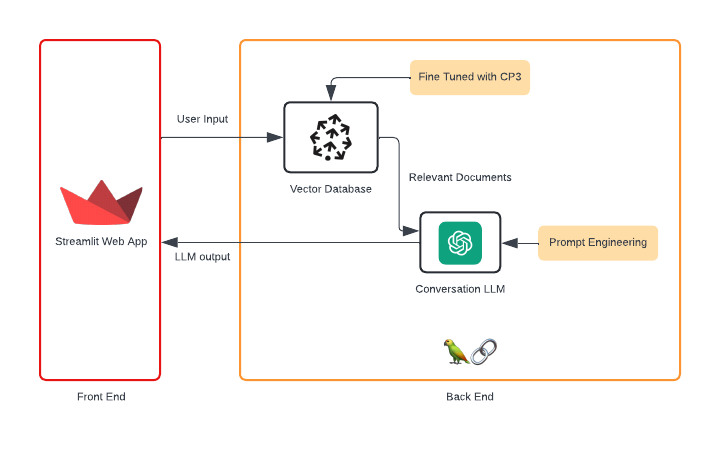 Fine Tuned with CP3
User Input
Vector Database
Relevant Documents
Streamlit Web App
LLM output
Prompt Engineering
Conversation LLM
Front End
Back End